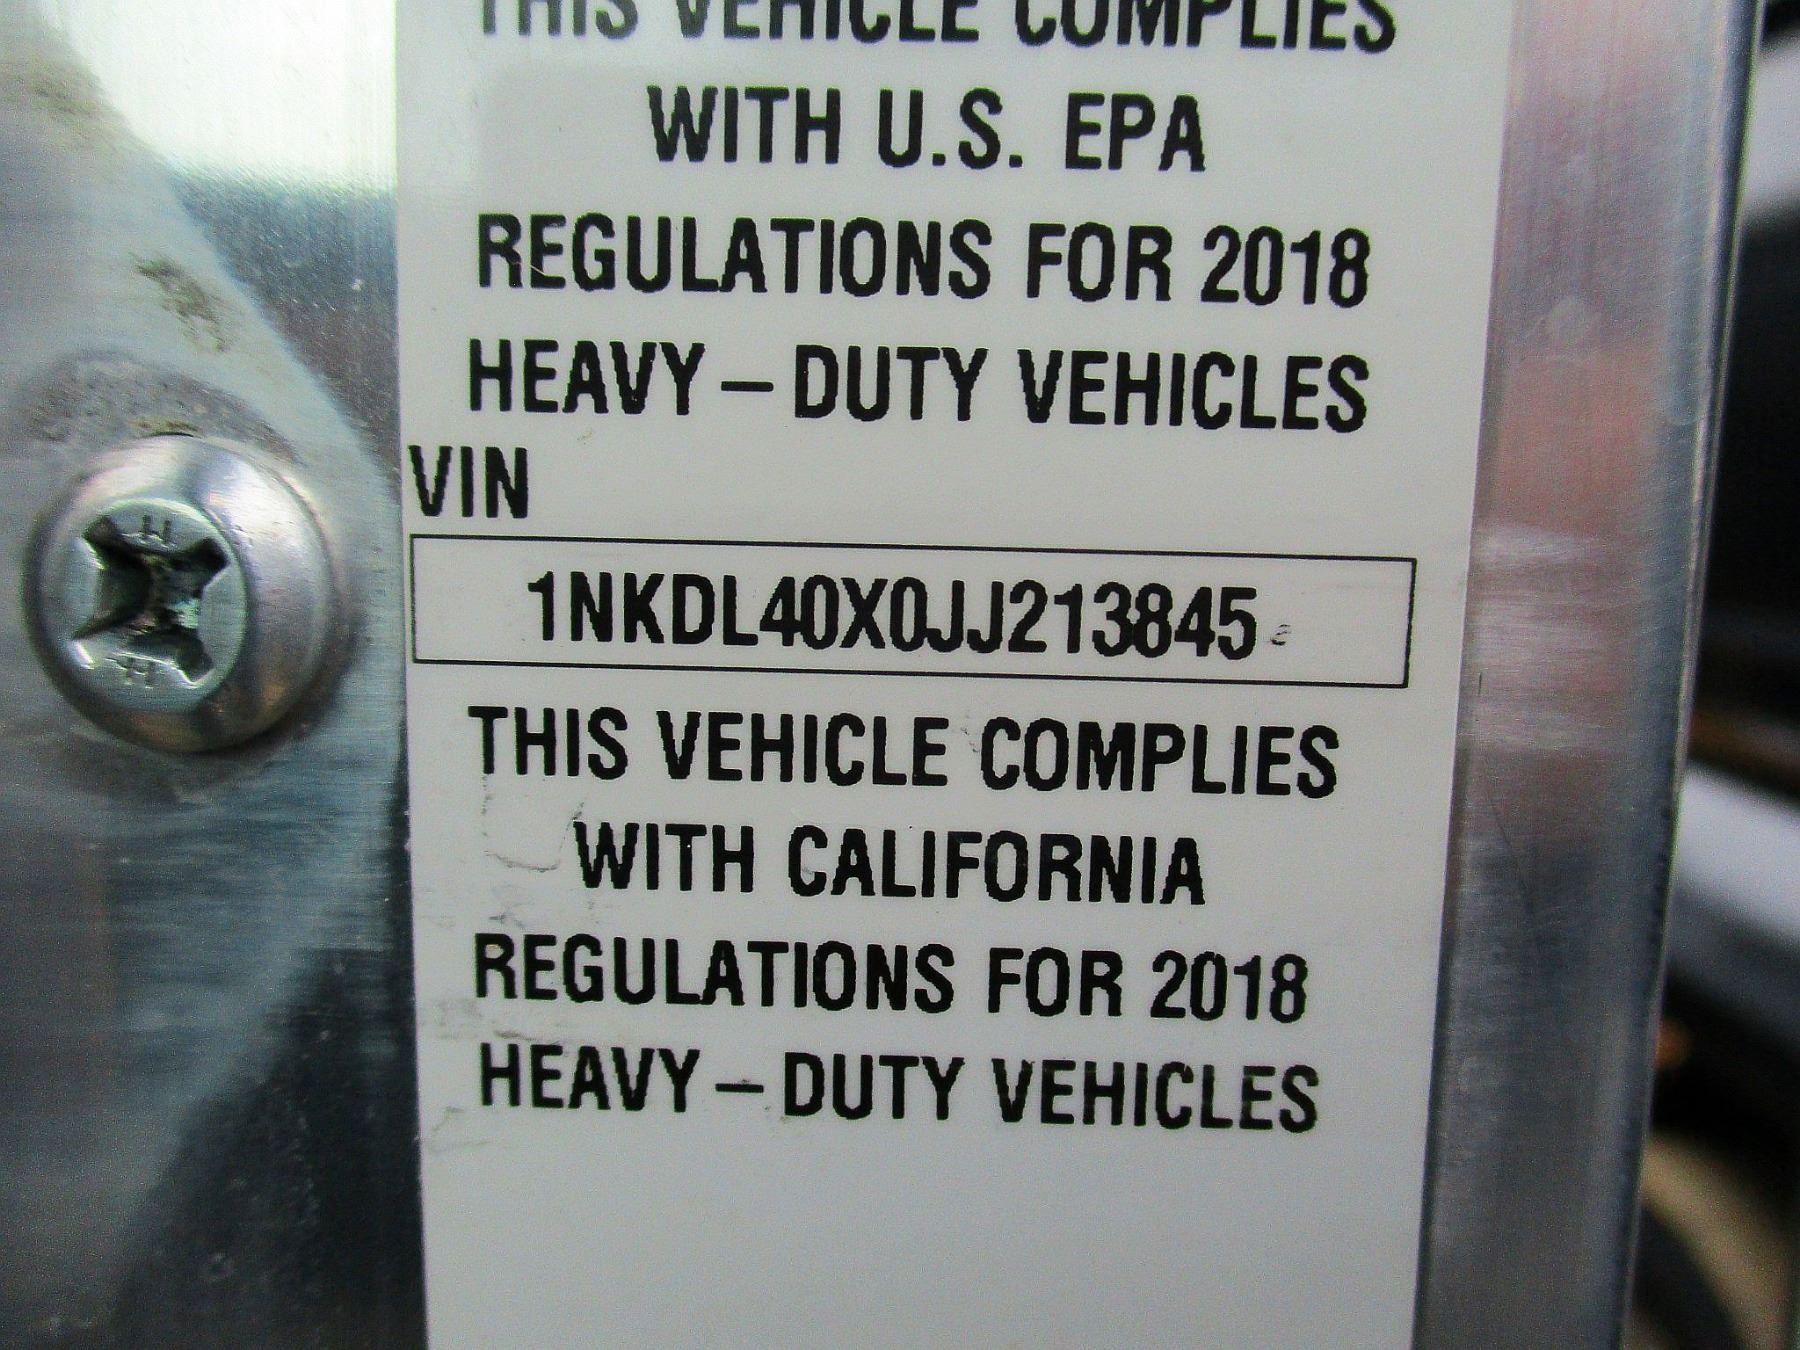 THIS VEHICLE COMPLIES
WITH U.S. EPA
REGULATIONS FOR 2018
HEAVY – DUTY VEHICLES
VIN
1NKDL40X0JJ213845
THIS VEHICLE COMPLIES
WITH CALIFORNIA
REGULATIONS FOR 2018
HEAVY – DUTY VEHICLES